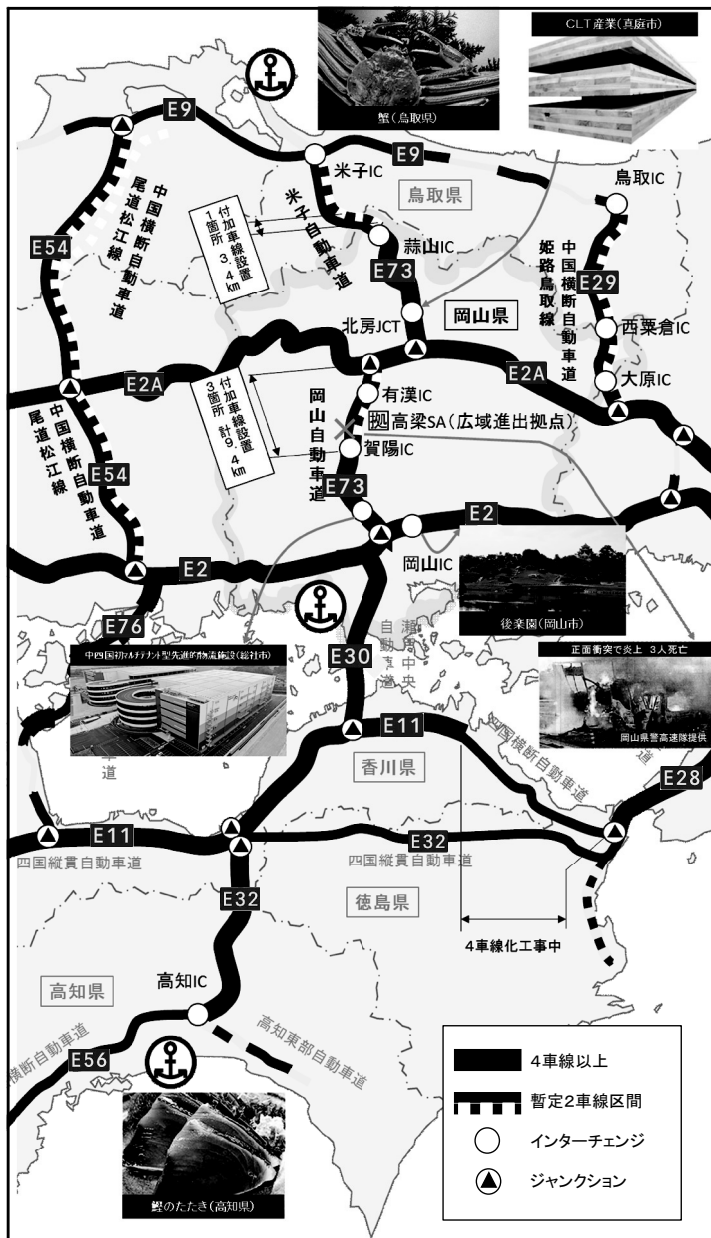 CLT産業(真庭市)
蟹(鳥取県)
E9
E9
米子IC
鳥取県
鳥取IC
中国横断自動車道
尾道松江線
E54
付加車線設置
1箇所 3.4km
米子自動車道
蒜山IC
E73
中国横断自動車道
姫路鳥取線
E29
北房JCT
岡山県
西粟倉IC
E2A
E2A
大原IC
付加車線設置
3箇所 計9.4km
有漢IC
拠 高梁SA(広域進出拠点)
賀陽IC
岡山自動車道
中国横断自動車道
尾道松江線
E54
E73
E2
E2
岡山IC
後楽園(岡山市)
E76
E30
瀬戸中央
自動車道
中四国初マルチテナント型先進的物流施設(総社市)
正面衝突で炎上 3人死亡
岡山県警高速隊提供
車道
道
E11
四国横断自動車道
香川県
E28
E11
四国縦貫自動車道
E32
四国縦貫自動車道
E32
徳島県
4車線化工事中
高知IC
高知県
高知東部自動車道
横断自動車道
E56
鰹のたたき(高知県)
4車線以上
暫定2車線区間
インターチェンジ
ジャンクション